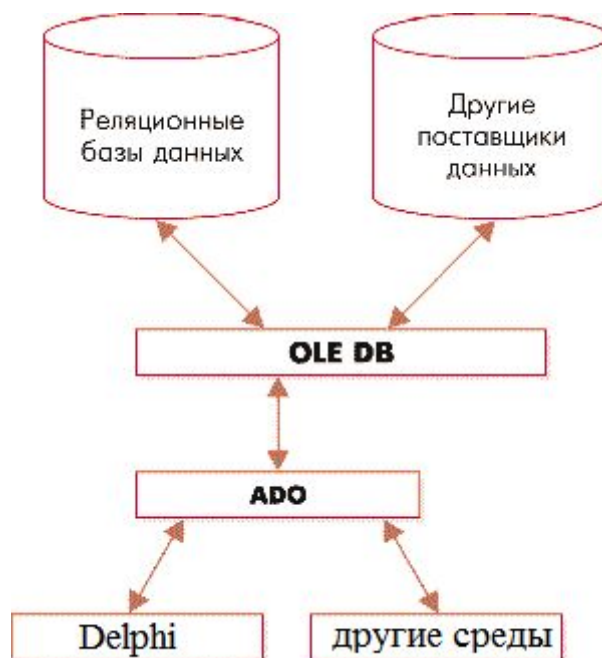 Реляционные
базы данных
Другие
поставщики
данных
OLE DB
ADO
Delphi
другие среды